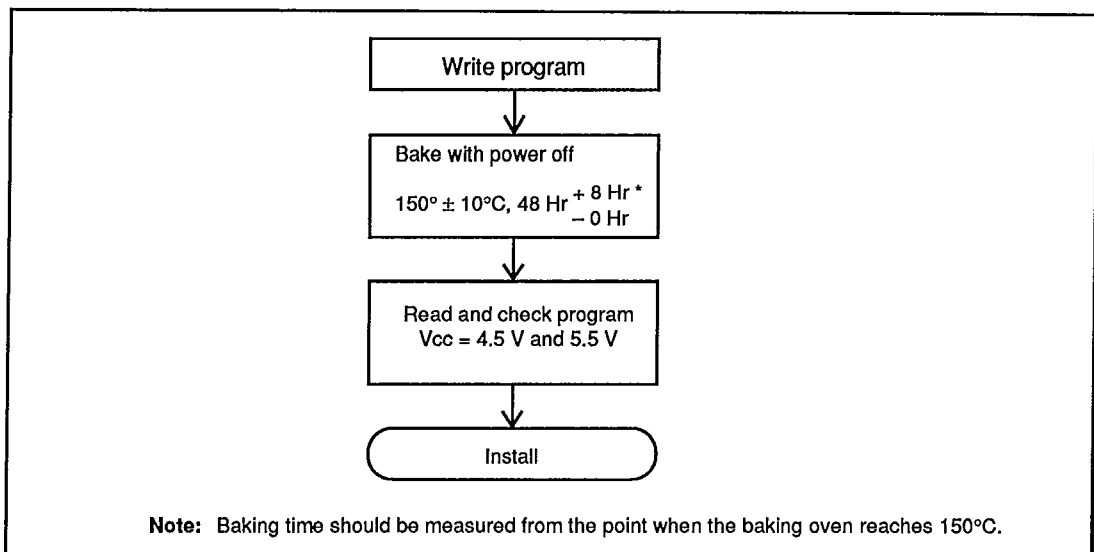 Write program
Bake with power off
150° ± 10°C, 48 Hr + 8 Hr *
– 0 Hr
Read and check program
Vcc = 4.5 V and 5.5 V
Install
Note: Baking time should be measured from the point when the baking oven reaches 150°C.